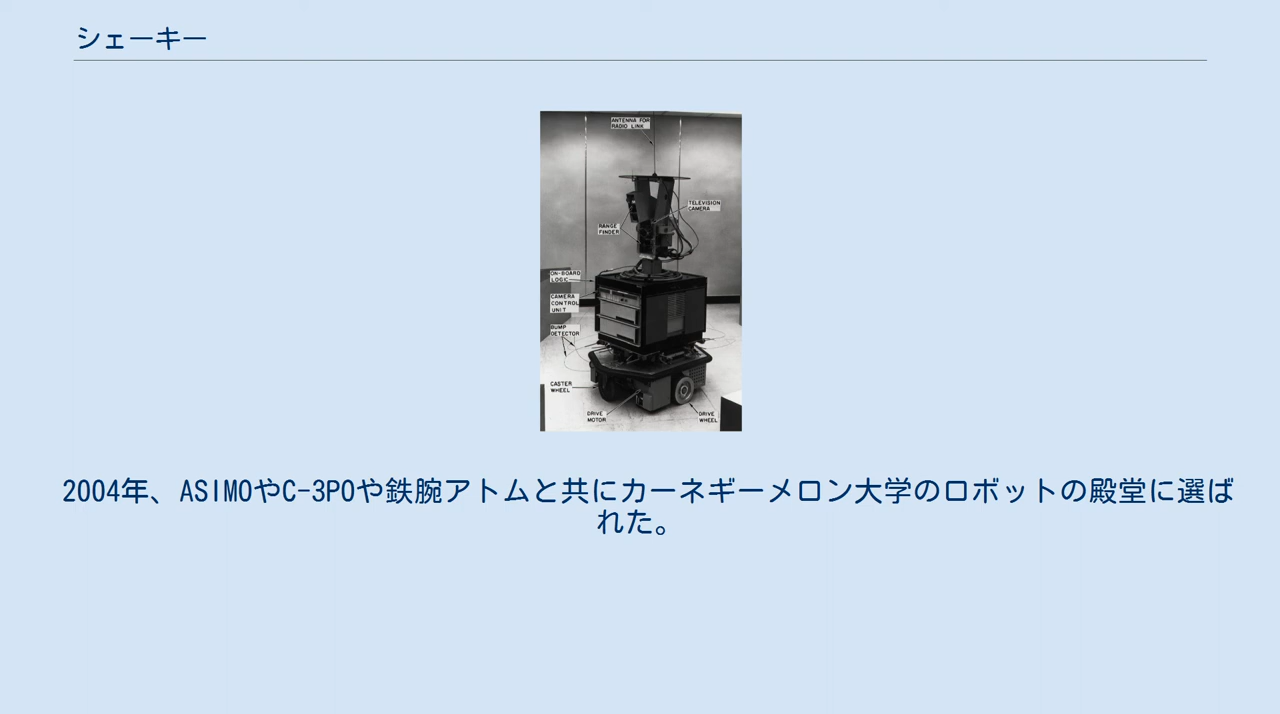 シェーキー
ANTENNA FOR
RADIO LINK
TELEVISION
CAMERA
RANGE
FINDER
ON-BOARD
LOGIC
CAMERA
CONTROL
UNIT
BUMP
DETECTOR
CASTER
WHEEL
DRIVE
MOTOR
DRIVE
WHEEL
2004年、ASIMOやC-3POや鉄腕アトムと共にカーネギーメロン大学のロボットの殿堂に選ば
れた。